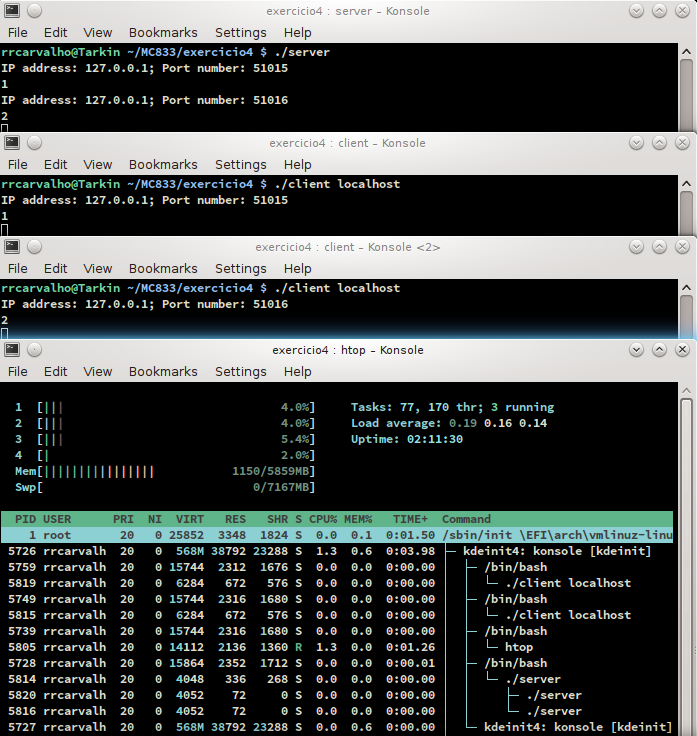 exercicio4 : server – Konsole
File Edit View Bookmarks Settings Help
rrcarvalho@Tarkin ~/MC833/exercicio4 $ ./server
IP address: 127.0.0.1; Port number: 51015
1
IP address: 127.0.0.1; Port number: 51016
2
exercicio4 : client – Konsole
File Edit View Bookmarks Settings Help
rrcarvalho@Tarkin ~/MC833/exercicio4 $ ./client localhost
IP address: 127.0.0.1; Port number: 51015
1
exercicio4 : client – Konsole <2>
File Edit View Bookmarks Settings Help
rrcarvalho@Tarkin ~/MC833/exercicio4 $ ./client localhost
IP address: 127.0.0.1; Port number: 51016
2
exercicio4 : htop – Konsole
File Edit View Bookmarks Settings Help
1 [||| 4.0%] Tasks: 77, 170 thr; 3 running
2 [||| 4.0%] Load average: 0.19 0.16 0.14
3 [||| 5.4%] Uptime: 02:11:30
4 [| 2.0%]
Mem[|||||||||||||||| 1150/5859MB]
Swp[ 0/7167MB]
PID USER PRI NI VIRT RES SHR S CPU% MEM% TIME+ Command
1 root 20 0 25852 3348 1824 S 0.0 0.1 0:01.50 /sbin/init \EFI\arch\vmlinuz-linu
5726 rrcarvalh 20 0 568M 38792 23288 S 1.3 0.6 0:03.98 kdeinit4: konsole [kdeinit]
5759 rrcarvalh 20 0 15744 2312 1676 S 0.0 0.0 0:00.00 /bin/bash
5819 rrcarvalh 20 0 6284 672 576 S 0.0 0.0 0:00.00 ./client localhost
5749 rrcarvalh 20 0 15744 2316 1680 S 0.0 0.0 0:00.00 /bin/bash
5815 rrcarvalh 20 0 6284 672 576 S 0.0 0.0 0:00.00 ./client localhost
5739 rrcarvalh 20 0 15744 2316 1680 S 0.0 0.0 0:00.00 /bin/bash
5805 rrcarvalh 20 0 14112 2136 1360 R 1.3 0.0 0:01.26 htop
5728 rrcarvalh 20 0 15864 2352 1712 S 0.0 0.0 0:00.01 /bin/bash
5814 rrcarvalh 20 0 4048 336 268 S 0.0 0.0 0:00.00 ./server
5820 rrcarvalh 20 0 4052 72 0 S 0.0 0.0 0:00.00 ./server
5816 rrcarvalh 20 0 4052 72 0 S 0.0 0.0 0:00.00 ./server
5727 rrcarvalh 20 0 568M 38792 23288 S 0.0 0.6 0:00.00 kdeinit4: konsole [kdeinit]